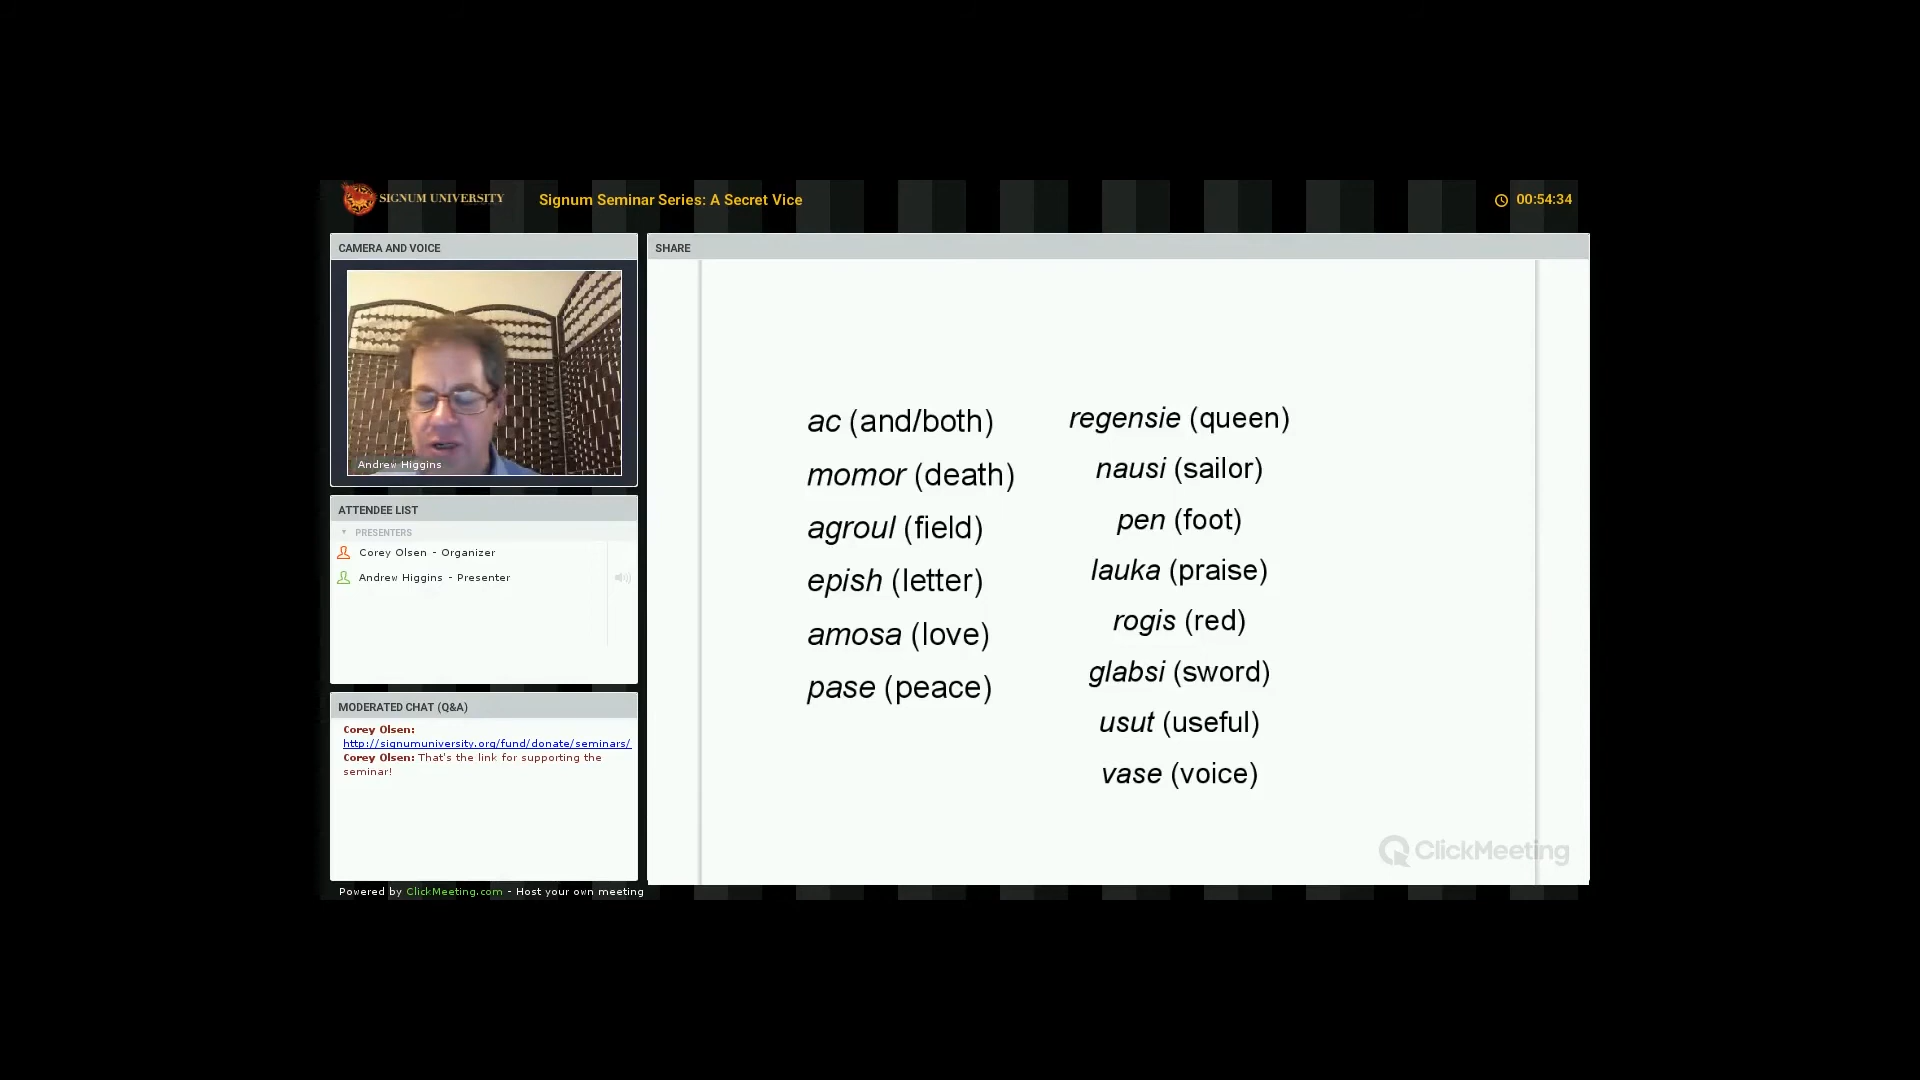 SIGNUM UNIVERSITY
Signum Seminar Series: A Secret Vice
00:54:34
CAMERA AND VOICE
Andrew Higgins
ATTENDEE LIST
PRESENTERS
Corey Olsen - Organizer
Andrew Higgins - Presenter
MODERATED CHAT (Q&A)
Corey Olsen:
http://signumuniversity.org/fund/donate/seminars/
Corey Olsen: That's the link for supporting the
seminar!
Powered by ClickMeeting.com - Host your own meeting
SHARE
ac (and/both)
momor (death)
agroul (field)
epish (letter)
amosa (love)
pase (peace)
regensie (queen)
nausi (sailor)
pen (foot)
lauka (praise)
rogis (red)
glabsi (sword)
usut (useful)
vase (voice)
ClickMeeting